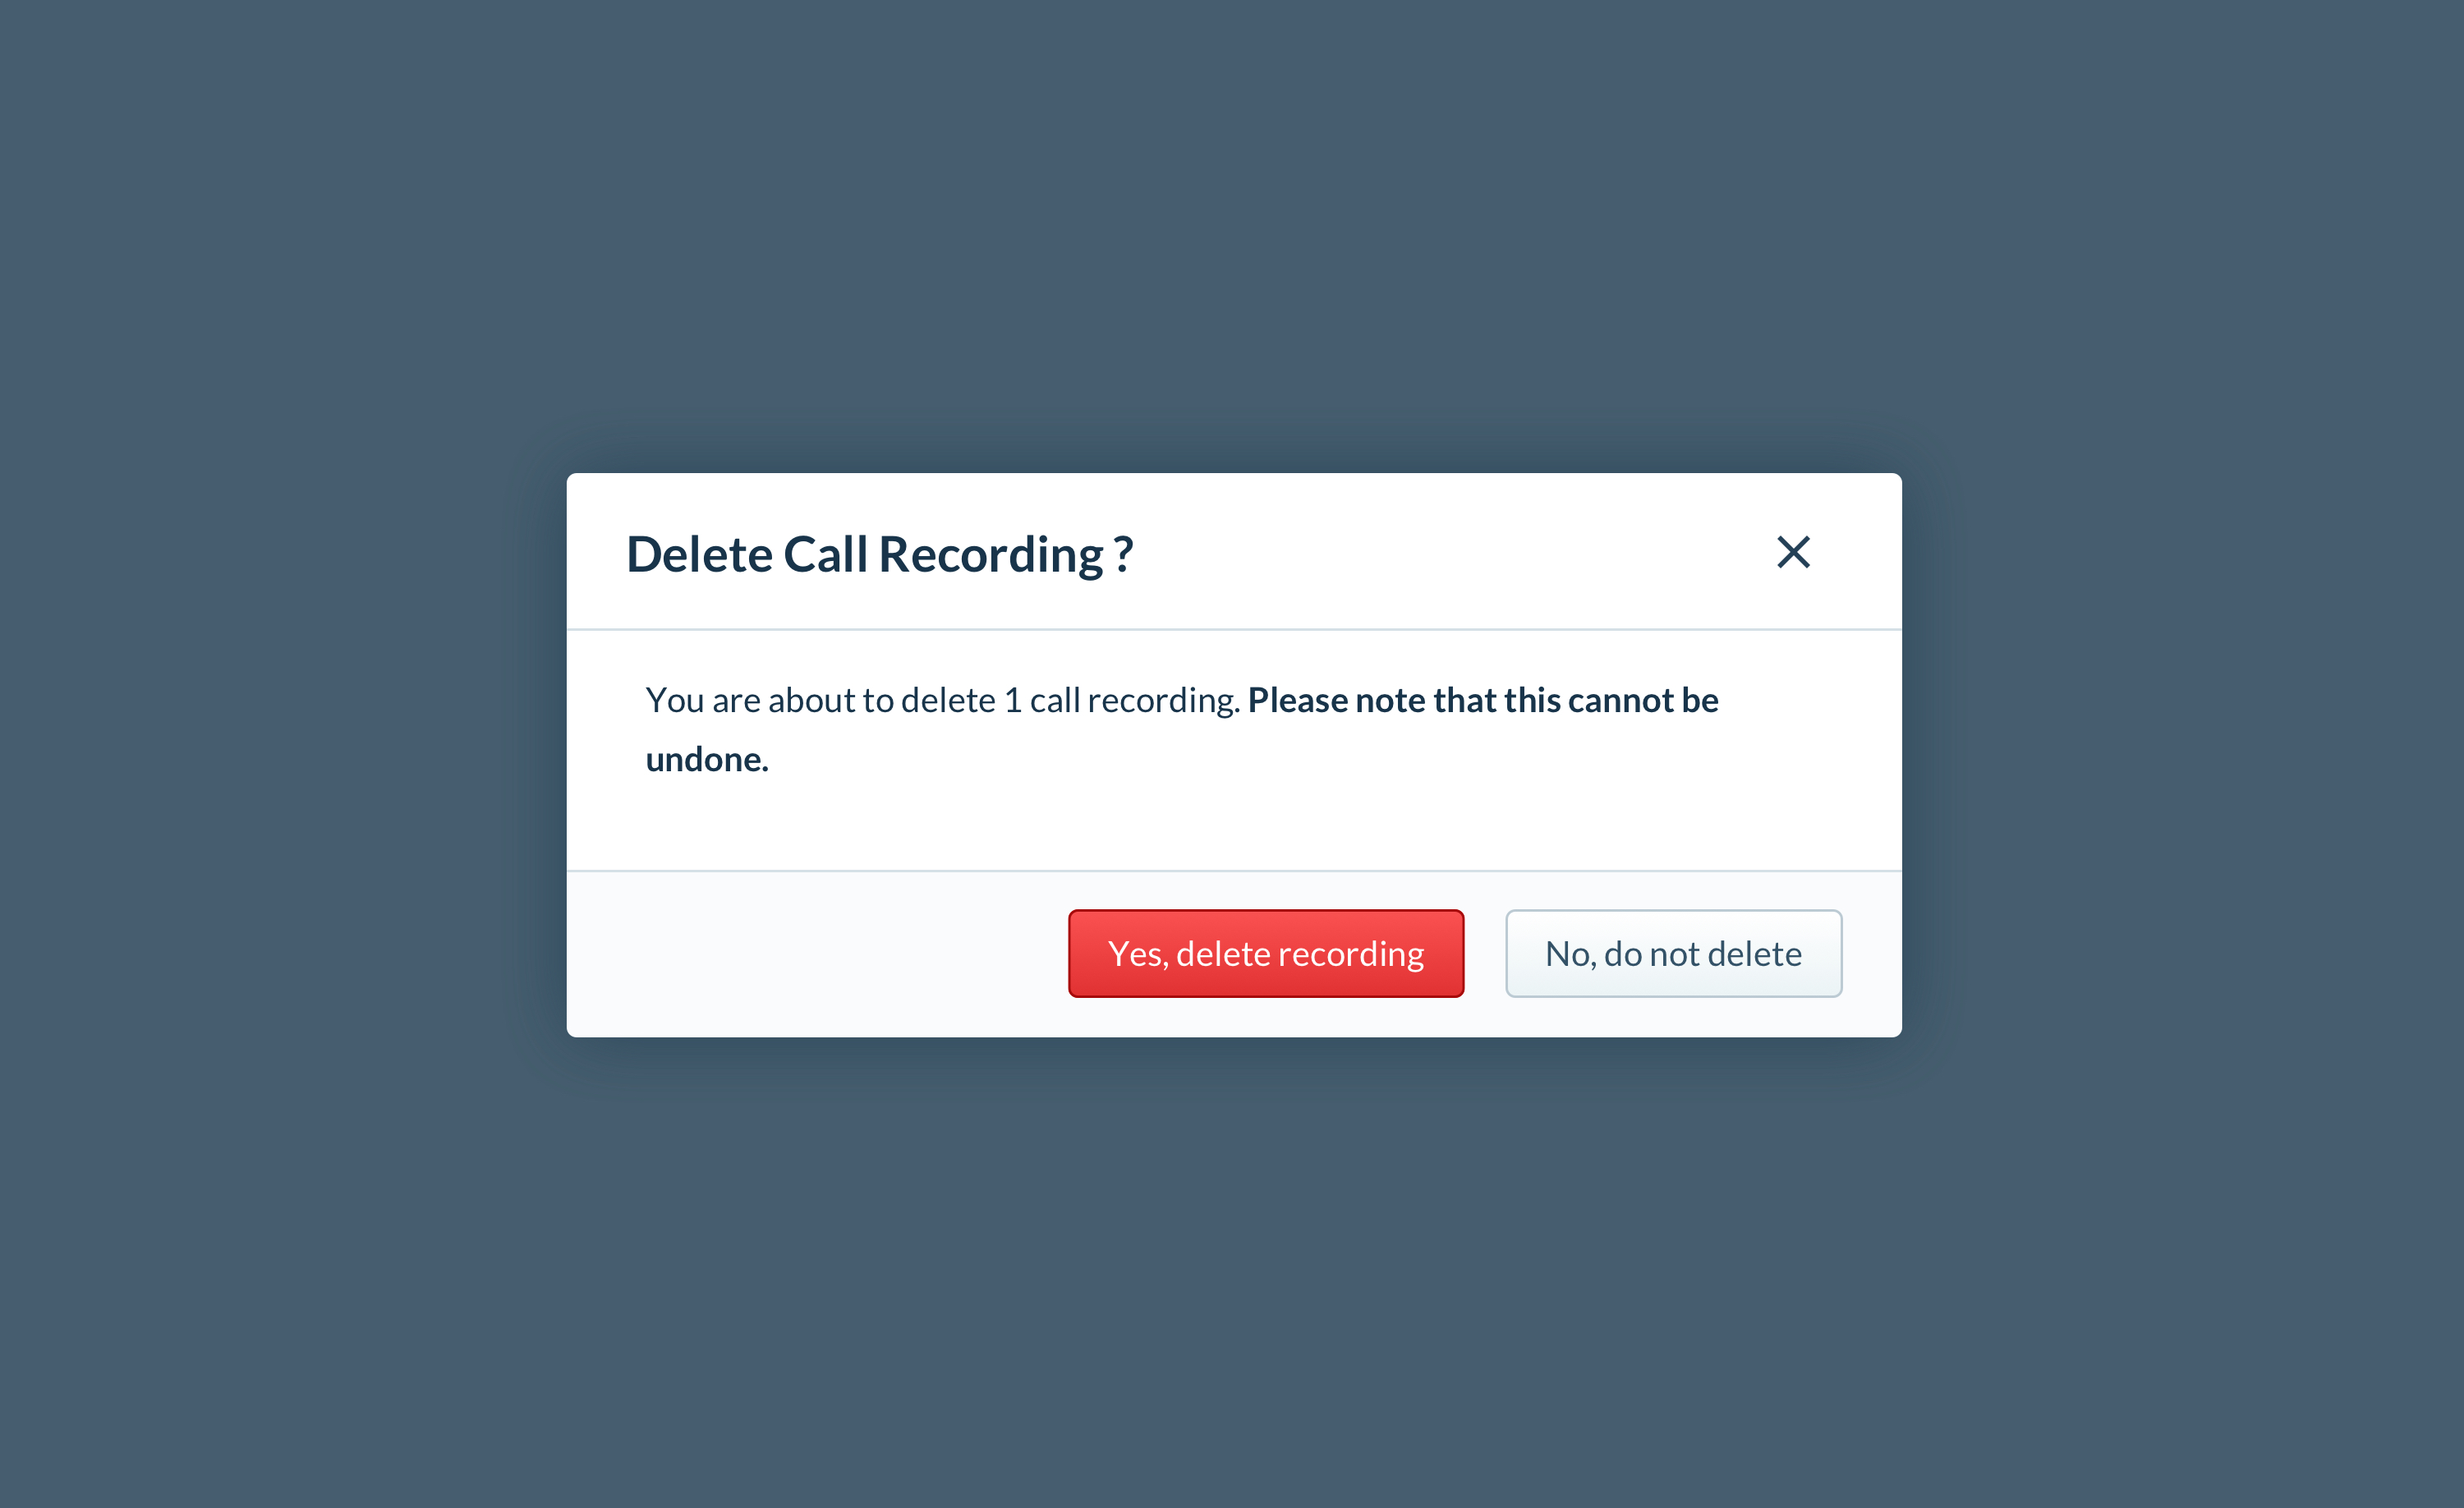 Delete Call Recording ?
You are about to delete 1 call recording. Please note that this cannot be
undone.
Yes, delete recording
No, do not delete